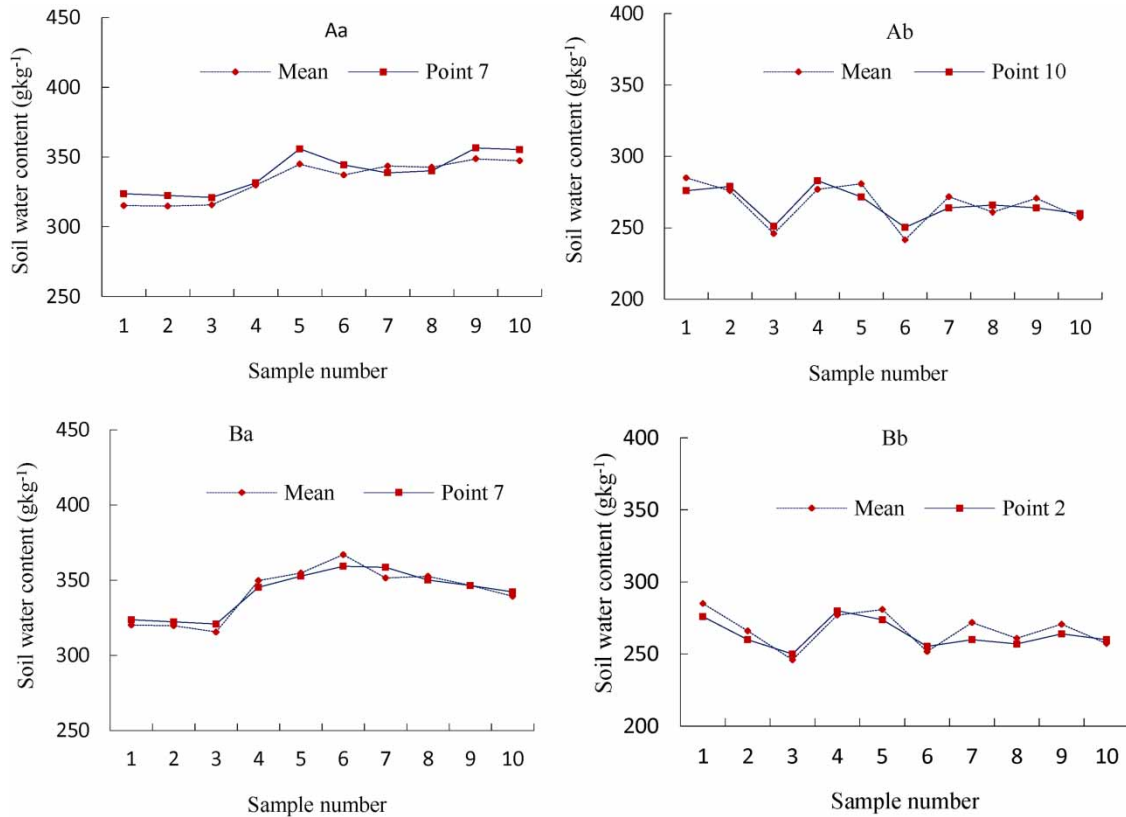 Aa
Mean Point 7
Soil water content (gkg-1)
450
400
350
300
250
1 2 3 4 5 6 7 8 9 10
Sample number
Ab
Mean Point 10
Soil water content (gkg-1)
400
350
300
250
200
1 2 3 4 5 6 7 8 9 10
Sample number
Ba
Mean Point 7
Soil water content (gkg-1)
450
400
350
300
250
1 2 3 4 5 6 7 8 9 10
Sample number
Bb
Mean Point 2
Soil water content (gkg-1)
400
350
300
250
200
1 2 3 4 5 6 7 8 9 10
Sample number